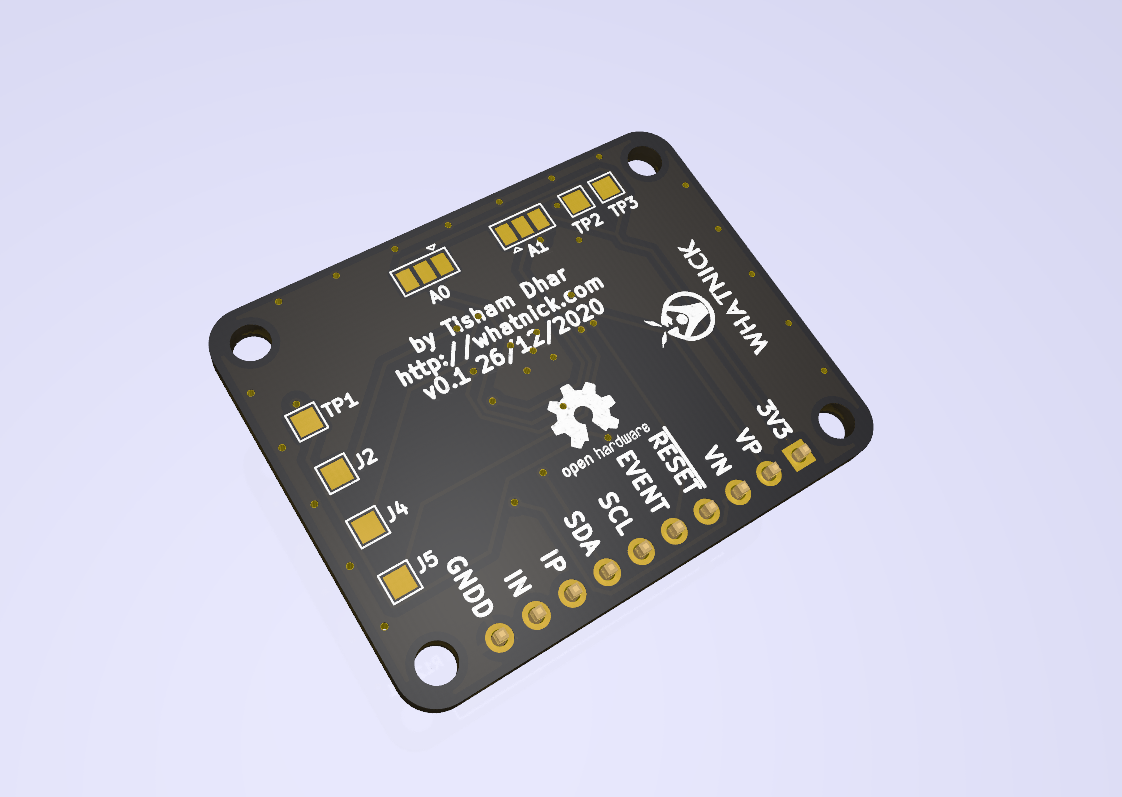 TP3
TP2
A1
A0
by Tisham Dhar
http://whatnick.com
v0.1 26/12/2020
WHATNICK
open hardware
TP1
J2
J4
J5
GNDD
IN
IP
SDA
SCL
EVENT
RESET
VN
VP
3V3